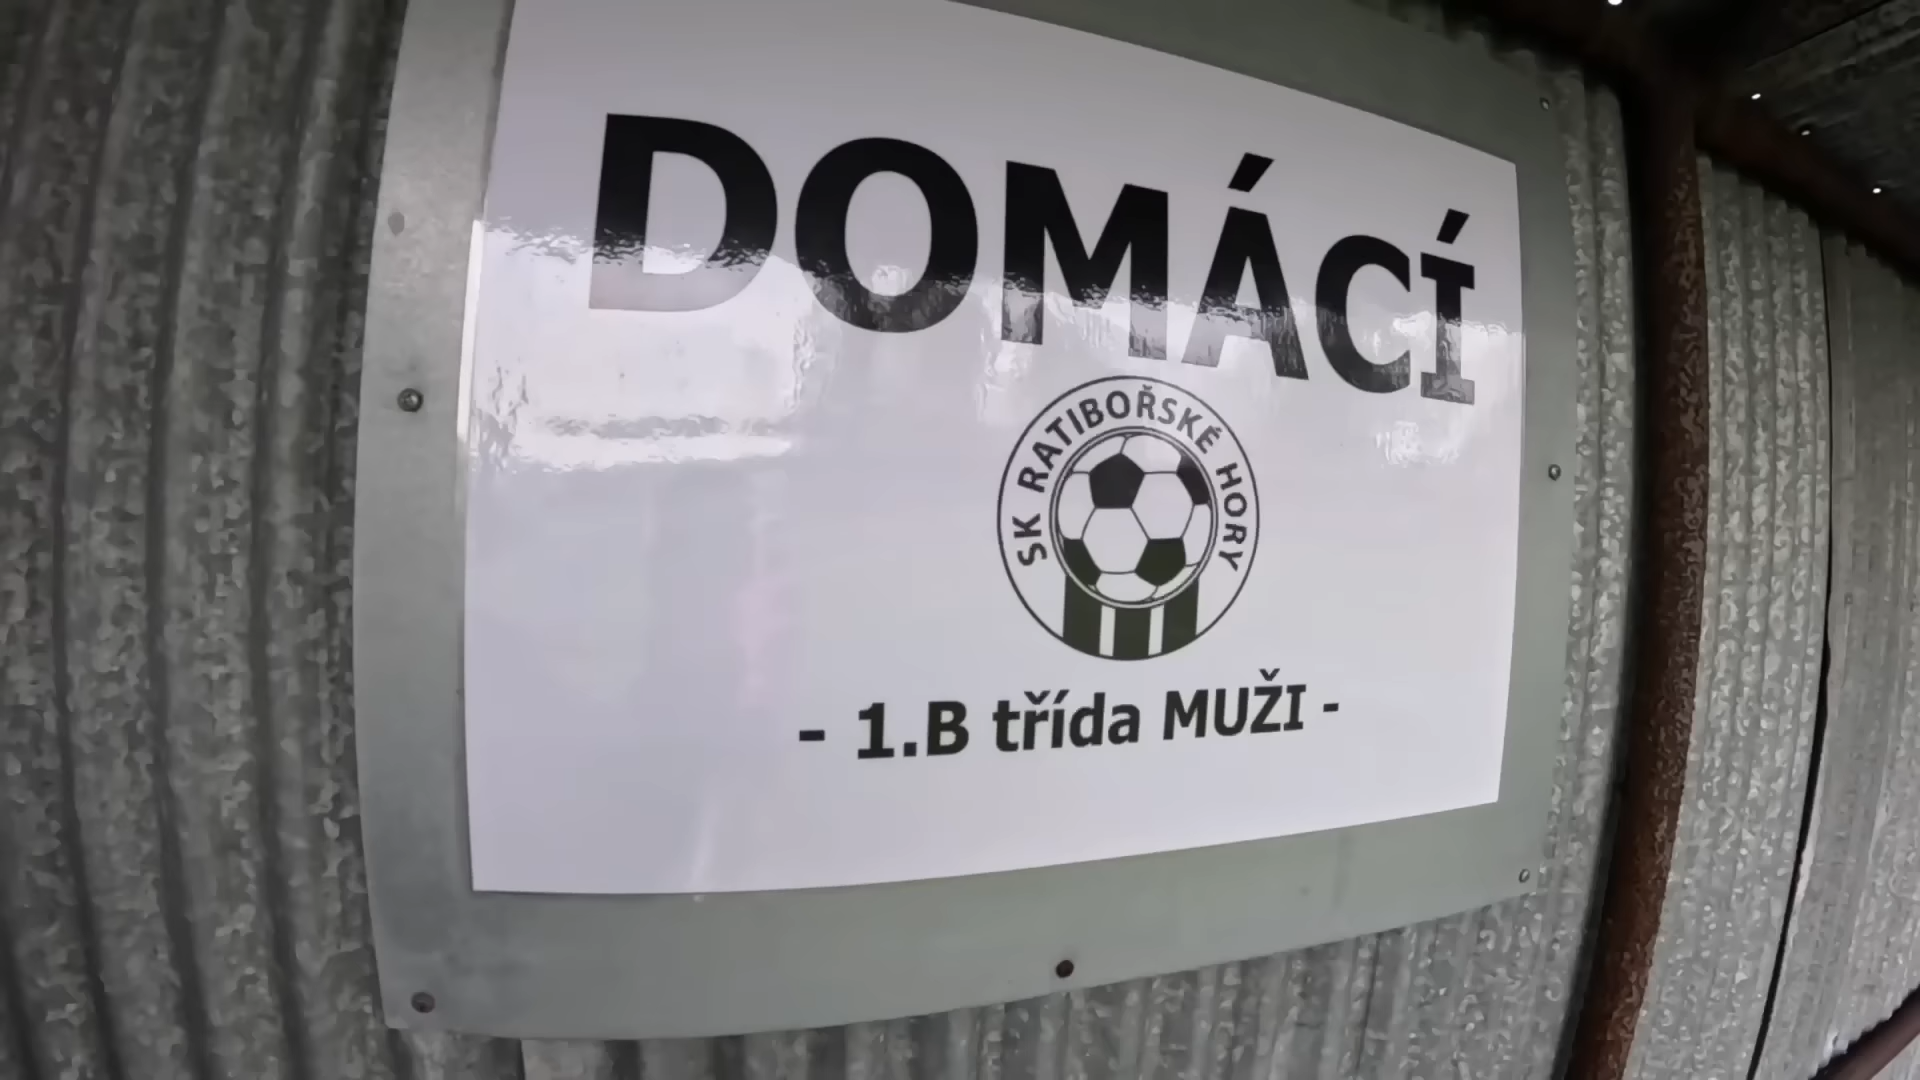 DOMÁCÍ
SK RATIBOŘSKÉ HORY
- 1.B třída MUŽI -